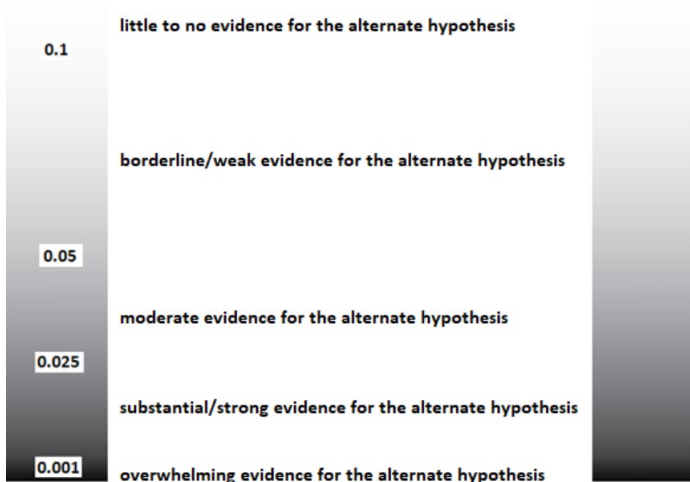 little to no evidence for the alternate hypothesis
0.1
borderline/weak evidence for the alternate hypothesis
0.05
moderate evidence for the alternate hypothesis
0.025
substantial/strong evidence for the alternate hypothesis
0.001
overwhelming evidence for the alternate hypothesis